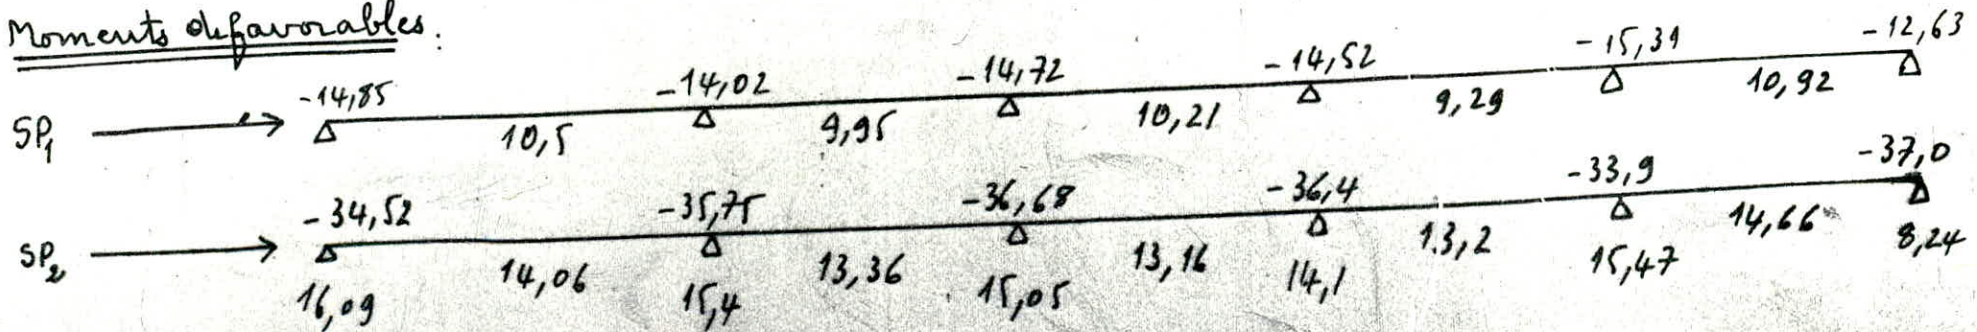 Moments defavorables.
-14,85 -14,02 -14,72 -14,52 -15,31 -12,63
SP1 10,5 9,95 10,21 9,29 10,92
-34,52 -35,75 -36,68 -36,4 -33,9 -37,0
SP2 14,06 13,36 13,16 13,2 14,66
16,09 15,4 15,05 14,1 15,47 8,24